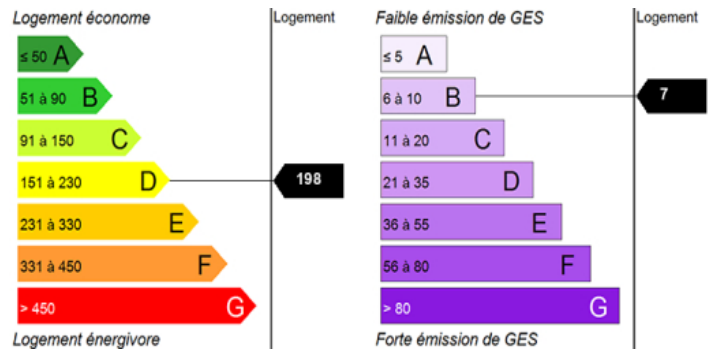 Logement économe
Logement
≤ 50 A
51 à 90 B
91 à 150 C
151 à 230 D
198
231 à 330 E
331 à 450 F
> 450 G
Logement énergivore
Faible émission de GES
Logement
≤ 5 A
6 à 10 B
7
11 à 20 C
21 à 35 D
36 à 55 E
56 à 80 F
> 80 G
Forte émission de GES